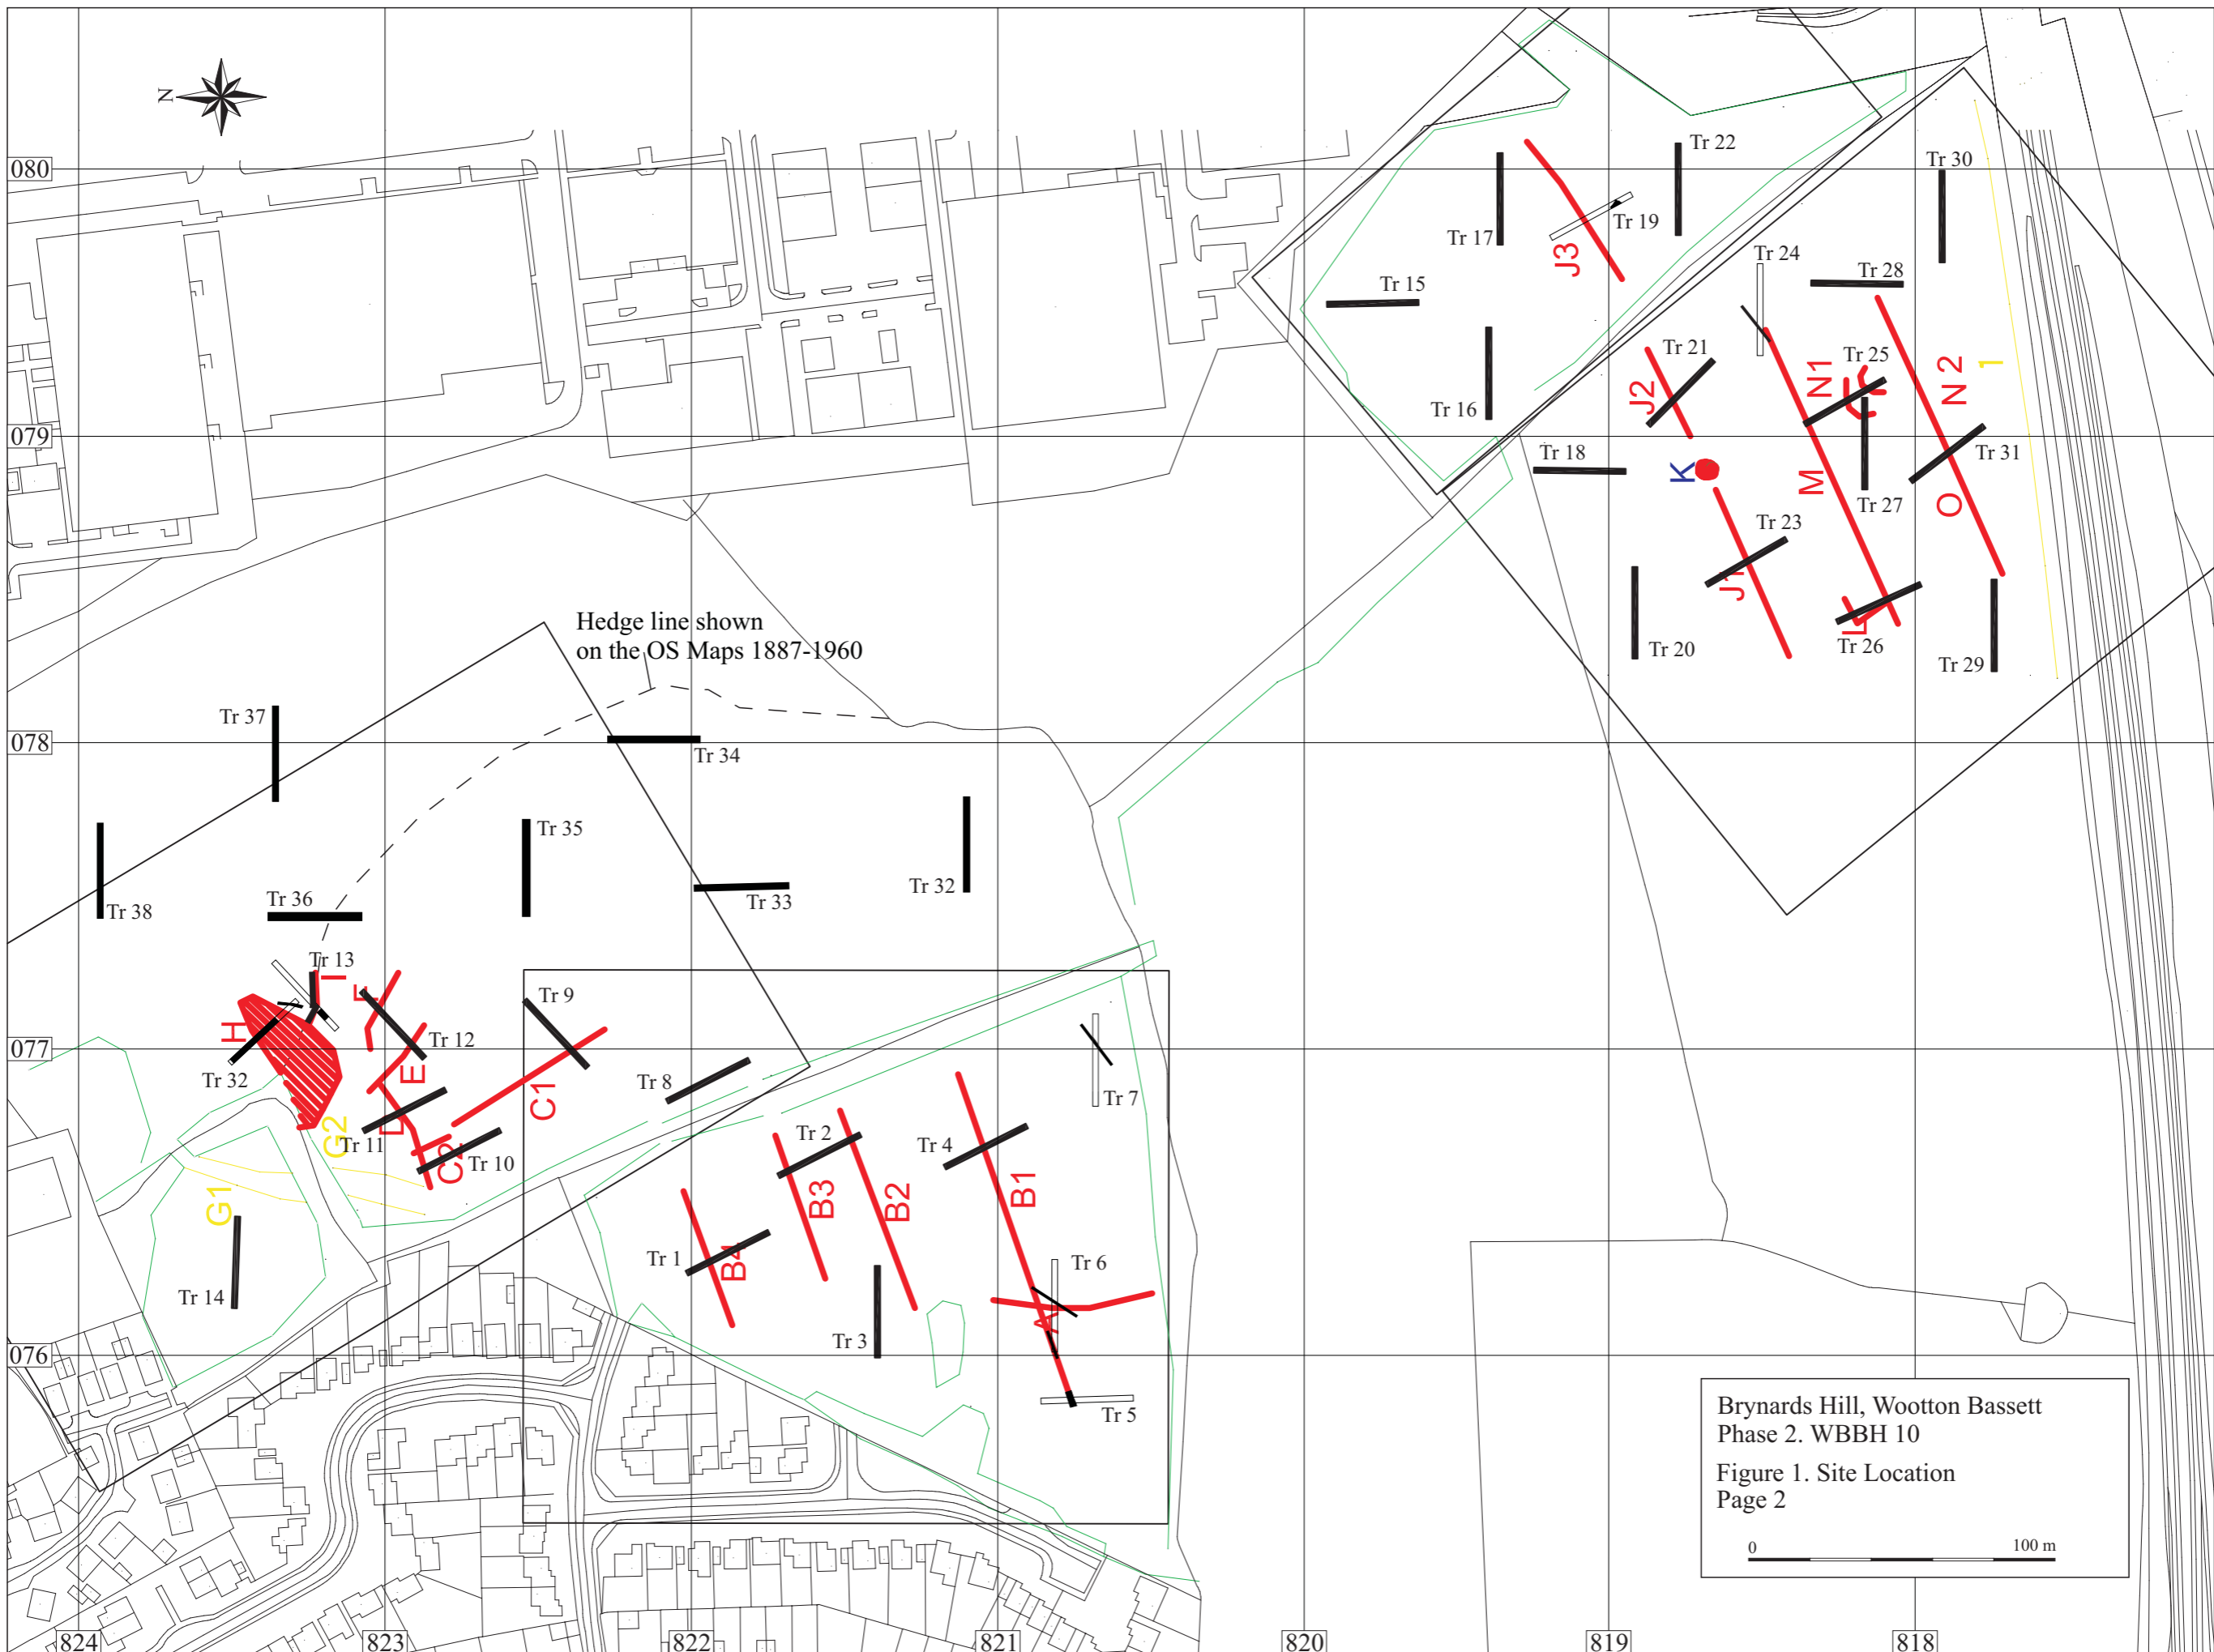 N
080
079
078
077
076
824
823
822
821
820
819
818
Tr 22
Tr 30
Tr 17
Tr 19
J3
Tr 24
Tr 28
Tr 15
Tr 21
Tr 25
N1
N 2
1
J2
Tr 16
Tr 18
K
M
Tr 31
Tr 27
O
Tr 23
J1
L
Tr 20
Tr 26
Tr 29
Hedge line shown
on the OS Maps 1887-1960
Tr 37
Tr 34
Tr 35
Tr 32
Tr 33
Tr 38
Tr 36
Tr 13
I
F
Tr 9
H
Tr 12
Tr 32
E
C1
Tr 8
Tr 7
G2
Tr 11
D
C2
Tr 10
Tr 2
Tr 4
B3
B2
B1
G1
Tr 1
B4
Tr 6
Tr 14
A
Tr 3
Tr 5
Brynards Hill, Wootton Bassett
Phase 2. WBBH 10
Figure 1. Site Location
Page 2
0
100 m